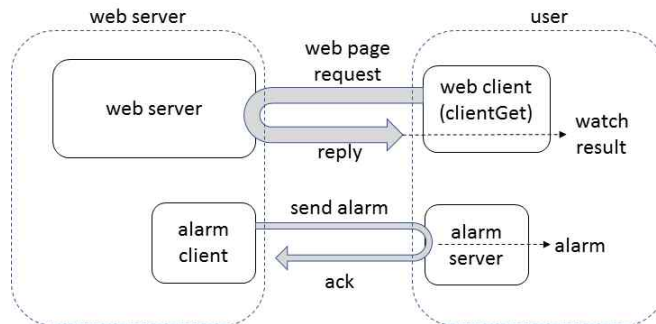 web server
user
web page
request
web server
web client
(clientGet)
watch
result
reply
send alarm
alarm
client
alarm
server
alarm
ack